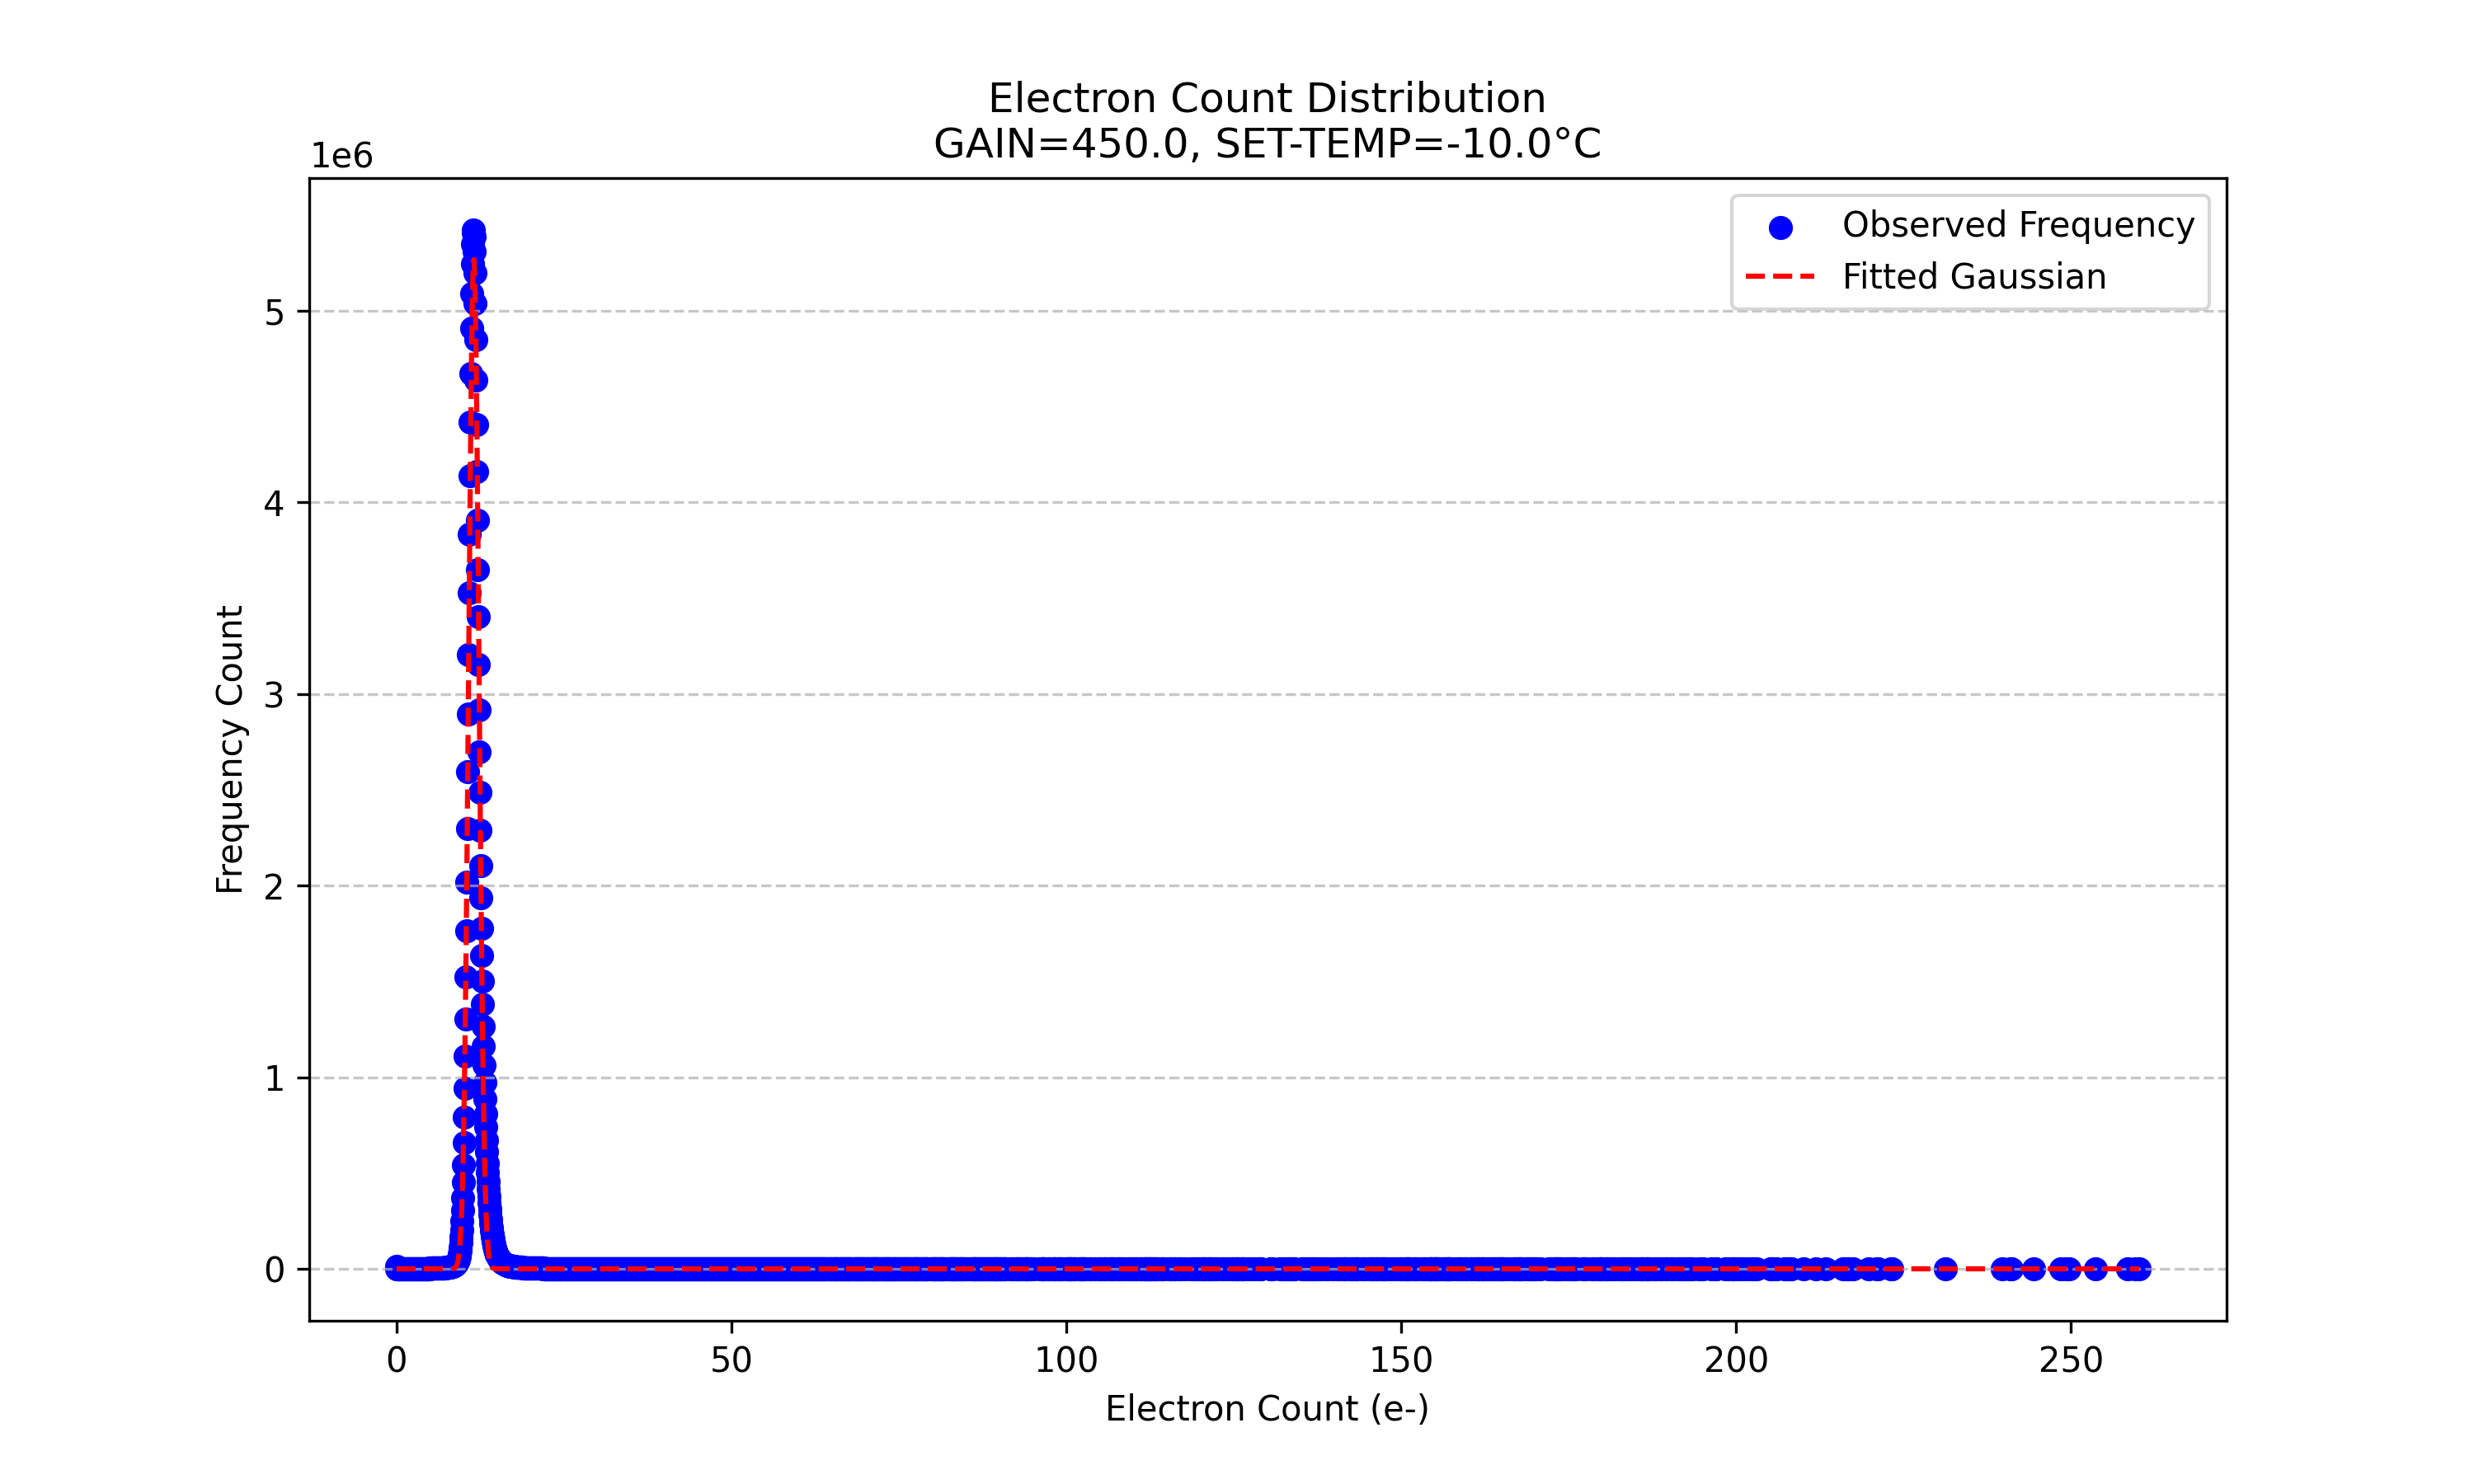 Electron Count Distribution
GAIN=450.0, SET-TEMP=-10.0°C
1e6
Observed Frequency
Fitted Gaussian
5
4
3
2
1
0
Frequency Count
0 50 100 150 200 250
Electron Count (e-)